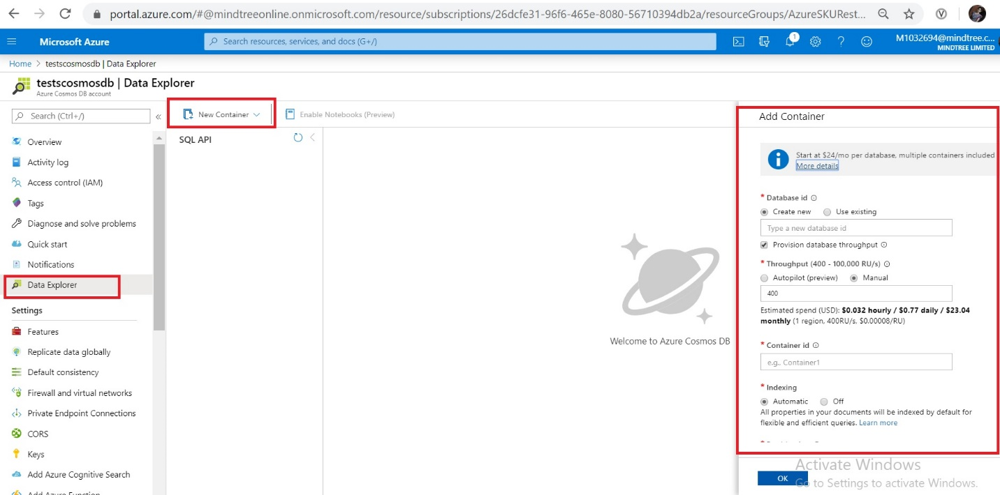 portal.azure.com/#@mindtreeonline.onmicrosoft.com/resource/subscriptions/26dcfe31-96f6-465e-8080-56710394db2a/resourceGroups/AzureSKURest...
Microsoft Azure
Search resources, services, and docs (G+/)
1
M1032694@mindtree.c...
MINDTREE LIMITED
Home > testscosmosdb | Data Explorer
testscosmosdb | Data Explorer
Azure Cosmos DB account
Search (Ctrl+/)
«
Overview
Activity log
Access control (IAM)
Tags
Diagnose and solve problems
Quick start
Notifications
Data Explorer
Settings
Features
Replicate data globally
Default consistency
Firewall and virtual networks
Private Endpoint Connections
CORS
Keys
Add Azure Cognitive Search
Add Azure Function
New Container
Enable Notebooks (Preview)
SQL API
Welcome to Azure Cosmos DB
Add Container
Start at $24/mo per database, multiple containers included
More details
* Database id
Create new
Use existing
Type a new database id
Provision database throughput
* Throughput (400 - 100,000 RU/s)
Autopilot (preview)
Manual
400
Estimated spend (USD): $0.032 hourly / $0.77 daily / $23.04
monthly (1 region, 400RU/s, $0.00008/RU)
* Container id
e.g., Container1
* Indexing
Automatic
Off
All properties in your documents will be indexed by default for
flexible and efficient queries. Learn more
OK
Activate Windows
Go to Settings to activate Windows.